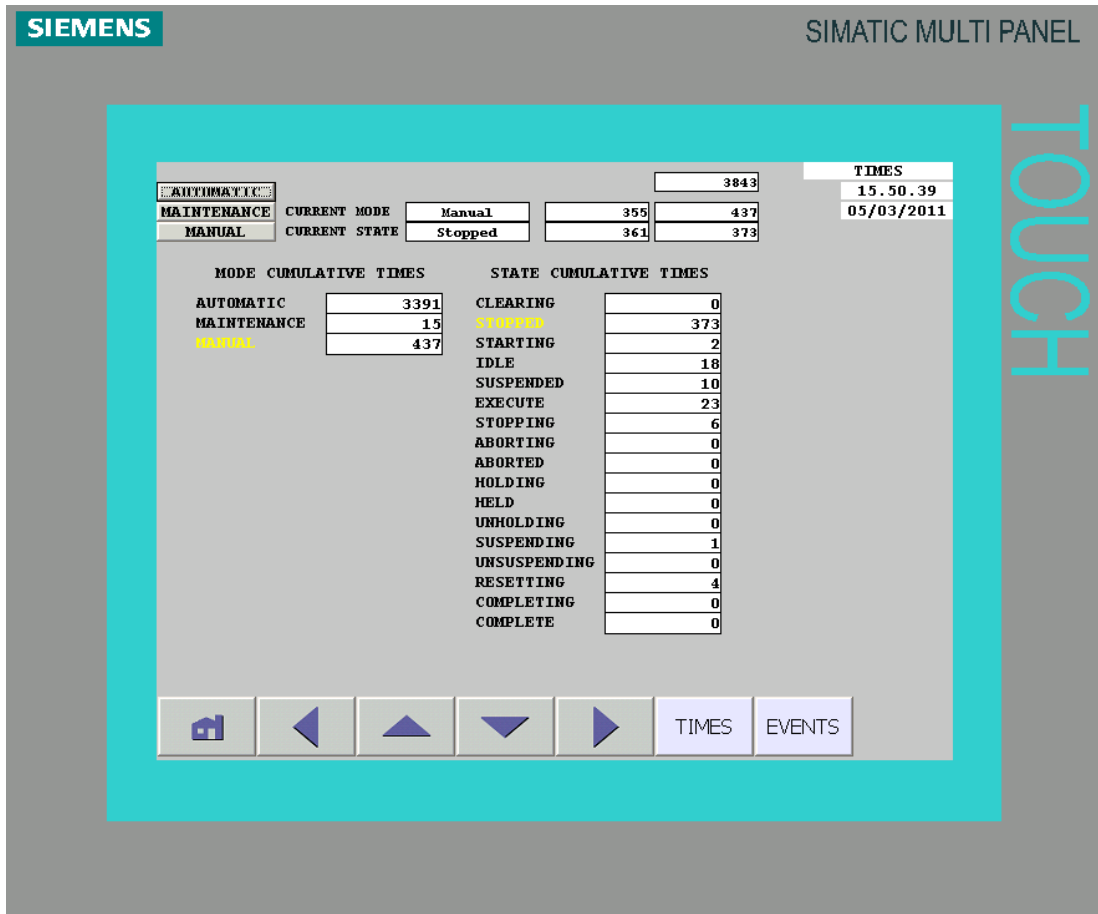 SIEMENS
SIMATIC MULTI PANEL
TOUCH
TIMES
15.50.39
05/03/2011
3843
AUTOMATIC
MAINTENANCE CURRENT MODE Manual 355 437
MANUAL CURRENT STATE Stopped 361 373
MODE CUMULATIVE TIMES
AUTOMATIC 3391
MAINTENANCE 15
MANUAL 437
STATE CUMULATIVE TIMES
CLEARING 0
STOPPED 373
STARTING 2
IDLE 18
SUSPENDED 10
EXECUTE 23
STOPPING 6
ABORTING 0
ABORTED 0
HOLDING 0
HELD 0
UNHOLDING 0
SUSPENDING 1
UNSUSPENDING 0
RESETTING 4
COMPLETING 0
COMPLETE 0
TIMES EVENTS